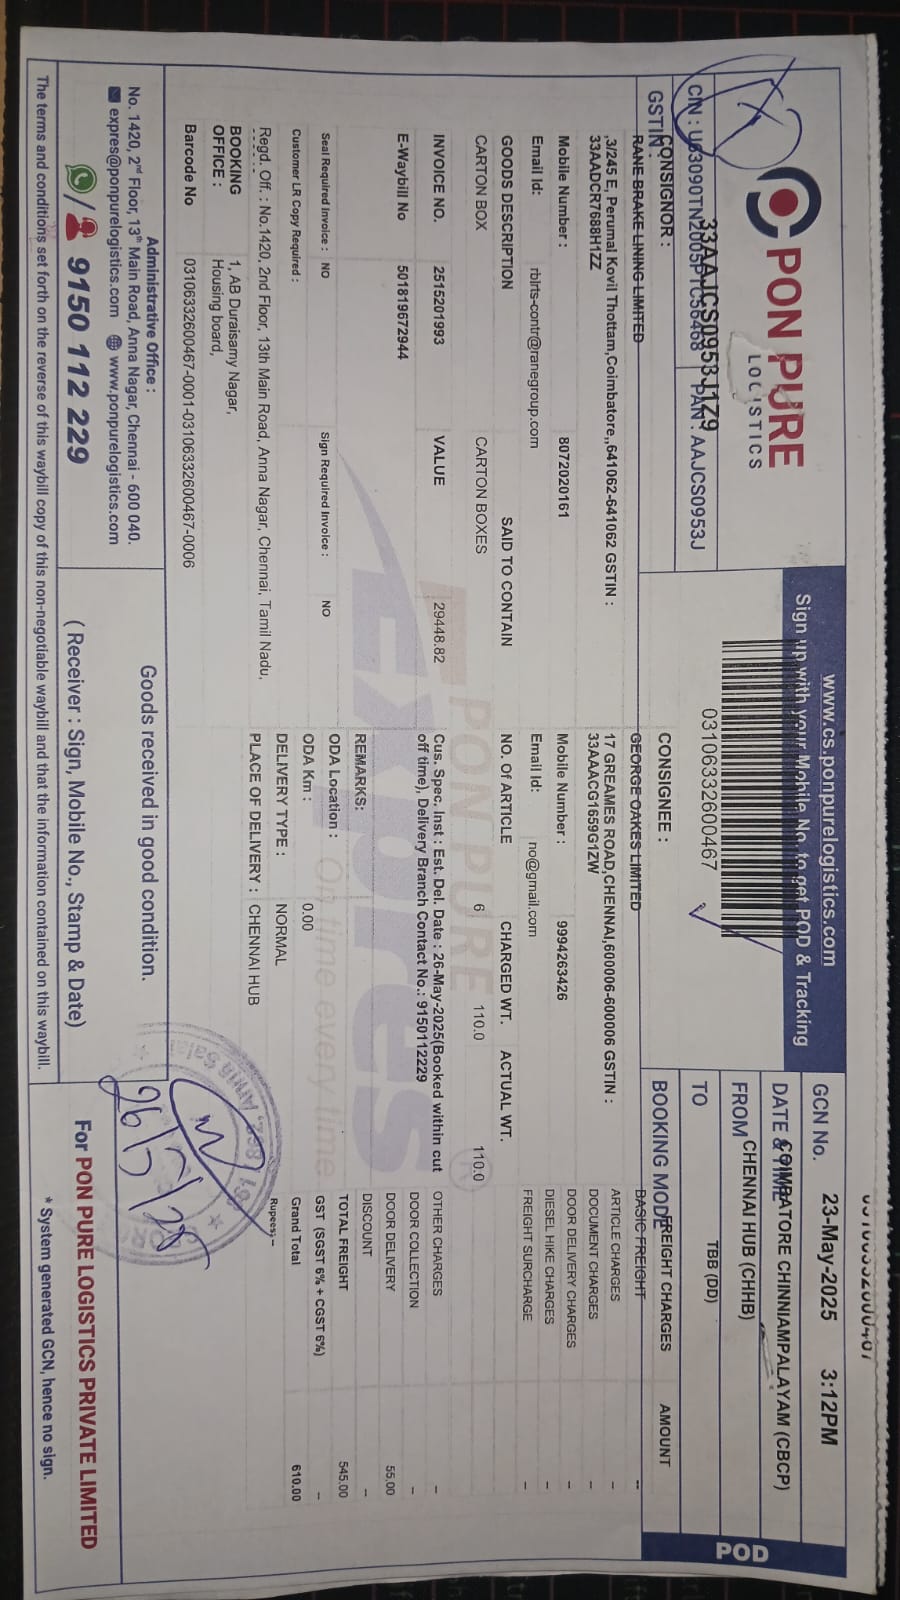 PON PURE
LOGISTICS
CIN : U63090TN2005PTC56468 PAN : AAJCS0953J
GSTIN : 33AAJCS0953J1Z9
www.cs.ponpurelogistics.com
Sign up with your Mobile No. to get POD & Tracking
03106332600467
GCN No.
DATE & TIME 23-May-2025 3:12PM
FROM COIMBATORE CHINNIAMPALAYAM (CBCP)
TO CHENNAI HUB (CHHB)
BOOKING MODE TBB (DD)
POD
CONSIGNOR :
RANE BRAKE LINING LIMITED
,3/245 E, Perumal Kovil Thottam,Coimbatore,,641062-641062 GSTIN :
33AADCR7688H1ZZ
Mobile Number : 8072020161
Email Id: rblrts-contr@ranegroup.com
CONSIGNEE :
GEORGE OAKES LIMITED
17 GREAMES ROAD,CHENNAI,600006-600006 GSTIN :
33AAACG1659G1ZW
Mobile Number : 9994263426
Email Id: no@gmail.com
GOODS DESCRIPTION SAID TO CONTAIN NO. Of ARTICLE CHARGED WT. ACTUAL WT.
CARTON BOX CARTON BOXES 6 110.0 110.0
INVOICE NO. 2515201993 VALUE 29448.82
E-Waybill No 501819672944
Cus. Spec. Inst : Est. Del. Date : 26-May-2025(Booked within cut
off time), Delivery Branch Contact No.: 9150112229
REMARKS:
Seal Required Invoice : NO Sign Required Invoice : NO
ODA Location :
Customer LR Copy Required :
ODA Km : 0.00
DELIVERY TYPE : NORMAL
PLACE OF DELIVERY : CHENNAI HUB
Regd. Off. : No.1420, 2nd Floor, 13th Main Road, Anna Nagar, Chennai, Tamil Nadu,
BOOKING OFFICE : 1, AB Duraisamy Nagar,
Housing board,
Barcode No 03106332600467-0001-03106332600467-0006
FREIGHT CHARGES AMOUNT
BASIC FREIGHT --
ARTICLE CHARGES --
DOCUMENT CHARGES --
DOOR DELIVERY CHARGES --
DIESEL HIKE CHARGES --
FREIGHT SURCHARGE --
OTHER CHARGES --
DOOR COLLECTION --
DOOR DELIVERY 55.00
DISCOUNT --
TOTAL FREIGHT 545.00
GST (SGST 6% + CGST 6%) --
Grand Total 610.00
Rupees:--
PON PURE
Expres
On time every time
Administrative Office :
No. 1420, 2nd Floor, 13th Main Road, Anna Nagar, Chennai - 600 040.
expres@ponpurelogistics.com www.ponpurelogistics.com
/ 9150 112 229
Goods received in good condition.
( Receiver : Sign, Mobile No., Stamp & Date)
For PON PURE LOGISTICS PRIVATE LIMITED
* System generated GCN, hence no sign.
The terms and conditions set forth on the reverse of this waybill copy of this non-negotiable waybill and that the information contained on this waybill.